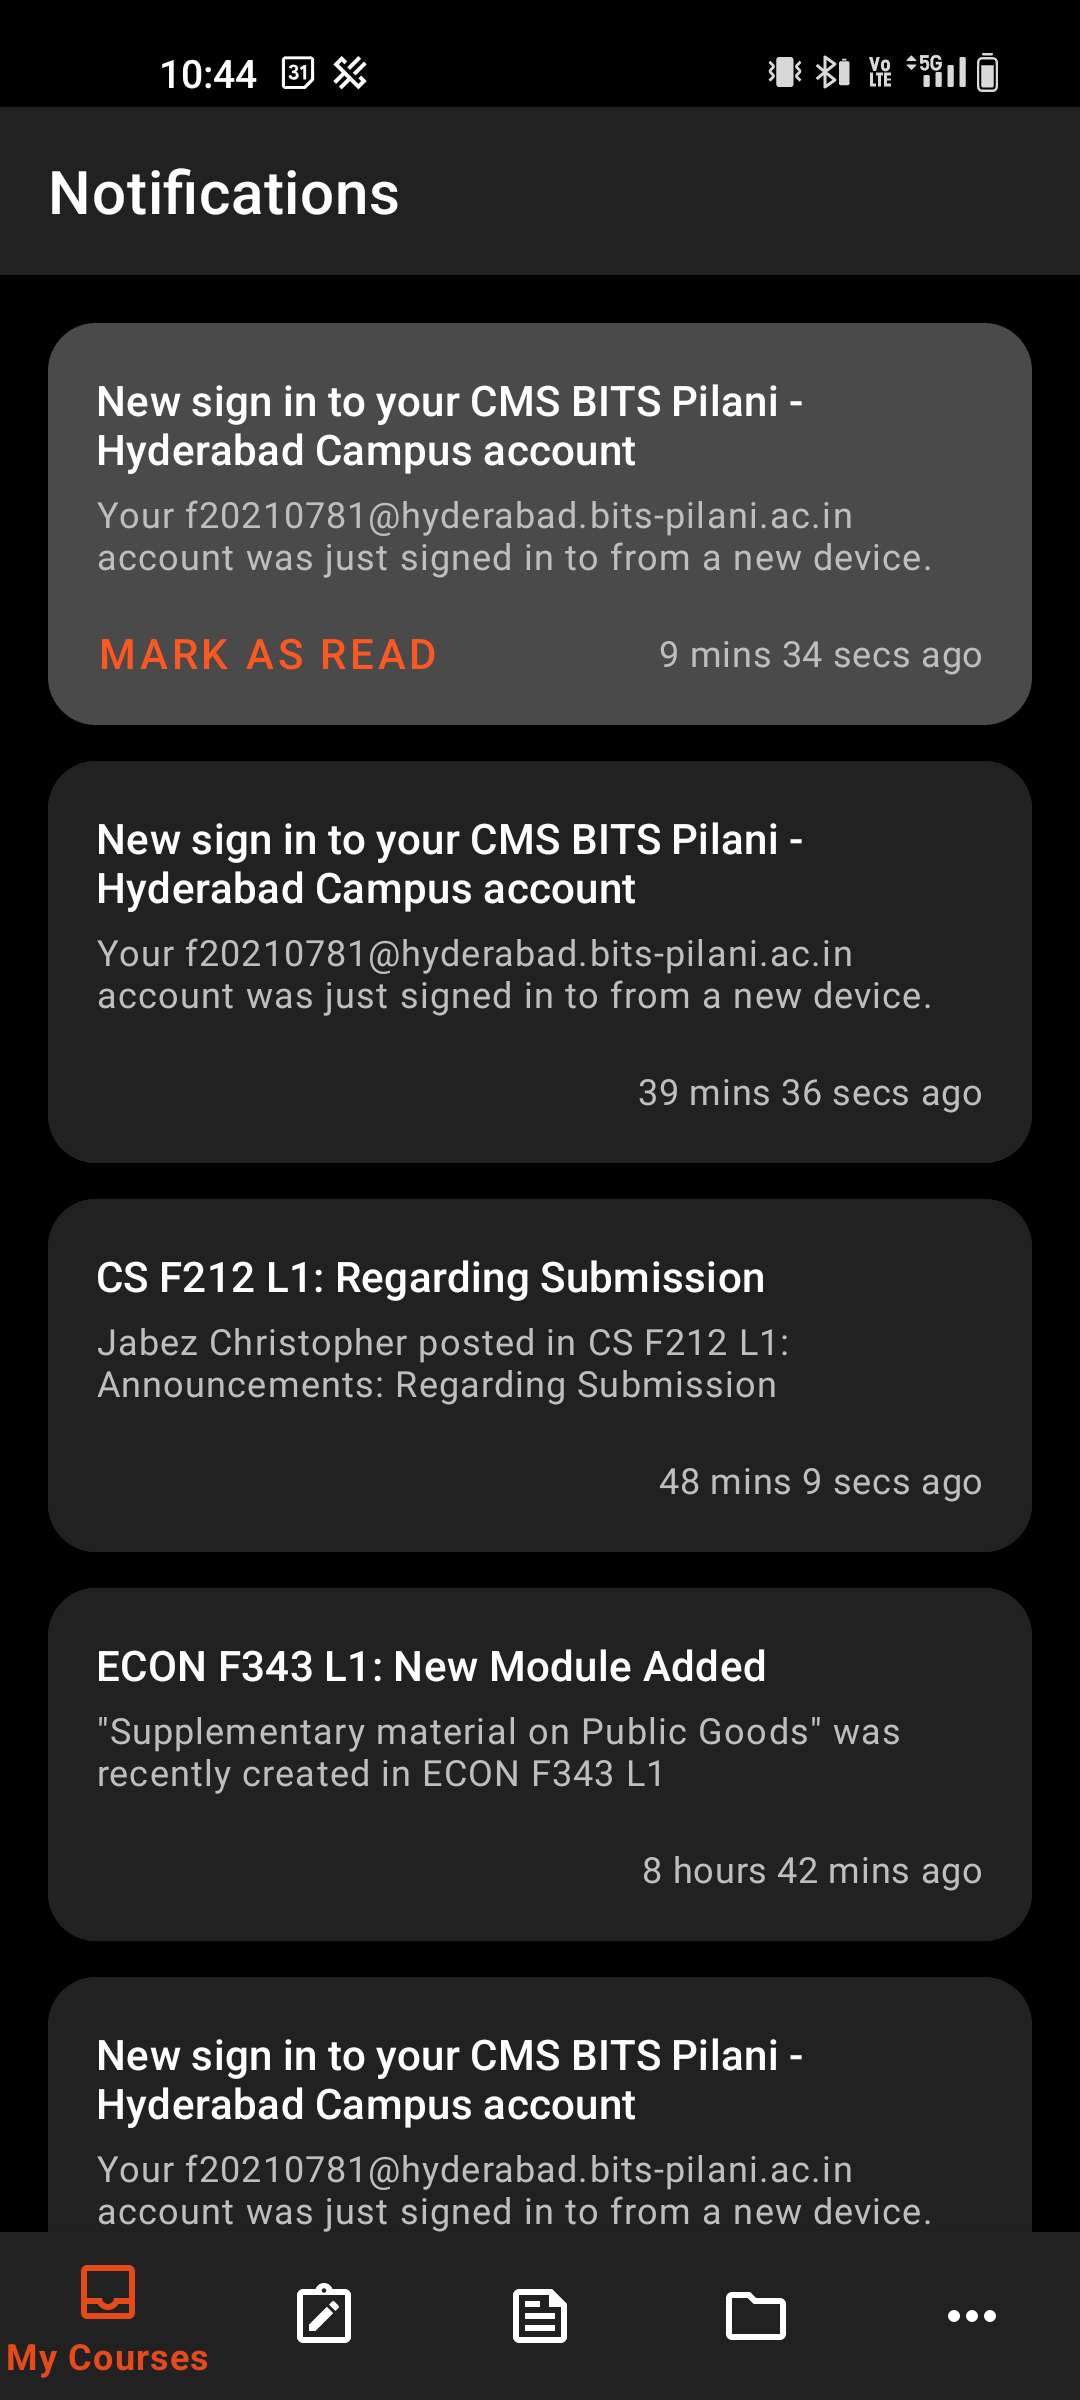 10:44 31 Vo LTE 5G
Notifications
New sign in to your CMS BITS Pilani -
Hyderabad Campus account
Your f20210781@hyderabad.bits-pilani.ac.in
account was just signed in to from a new device.
MARK AS READ 9 mins 34 secs ago
New sign in to your CMS BITS Pilani -
Hyderabad Campus account
Your f20210781@hyderabad.bits-pilani.ac.in
account was just signed in to from a new device.
39 mins 36 secs ago
CS F212 L1: Regarding Submission
Jabez Christopher posted in CS F212 L1:
Announcements: Regarding Submission
48 mins 9 secs ago
ECON F343 L1: New Module Added
"Supplementary material on Public Goods" was
recently created in ECON F343 L1
8 hours 42 mins ago
New sign in to your CMS BITS Pilani -
Hyderabad Campus account
Your f20210781@hyderabad.bits-pilani.ac.in
account was just signed in to from a new device.
My Courses